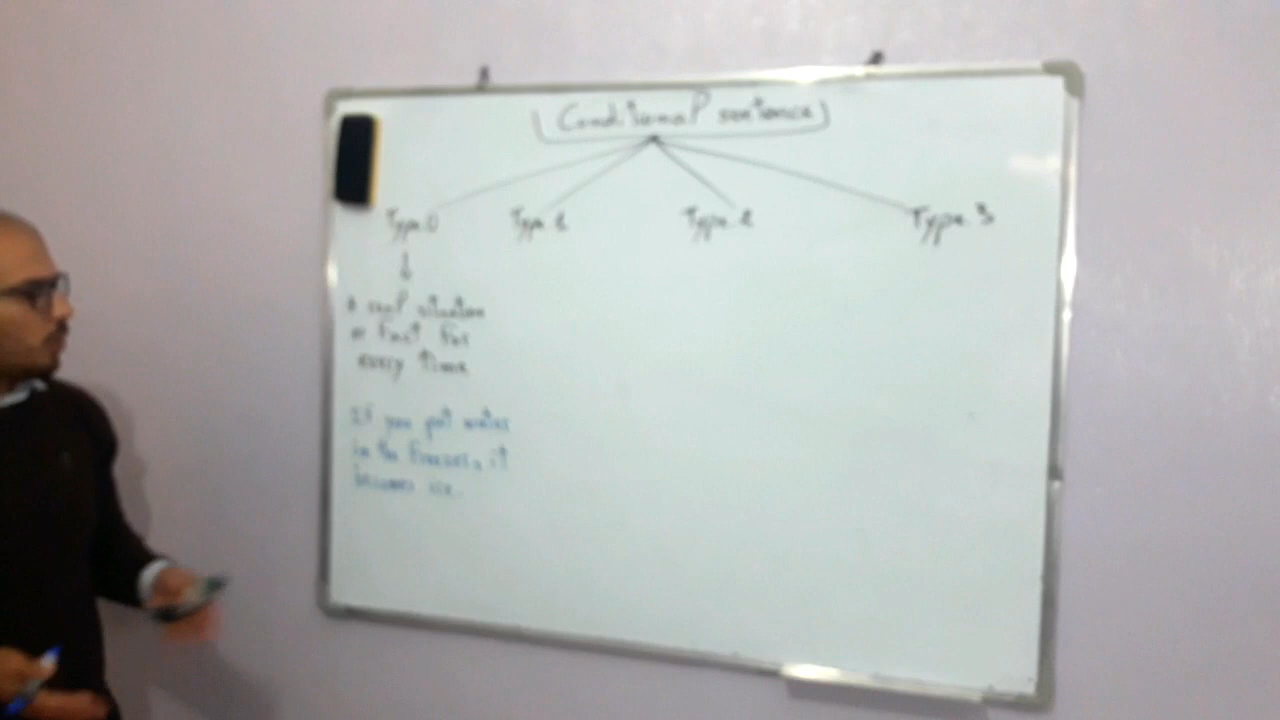 Conditional sentence
Type 0 Type 1 Type 2 Type 3
A real situation
or fact for
every time
If you put water
in the freezer, it
becomes ice.